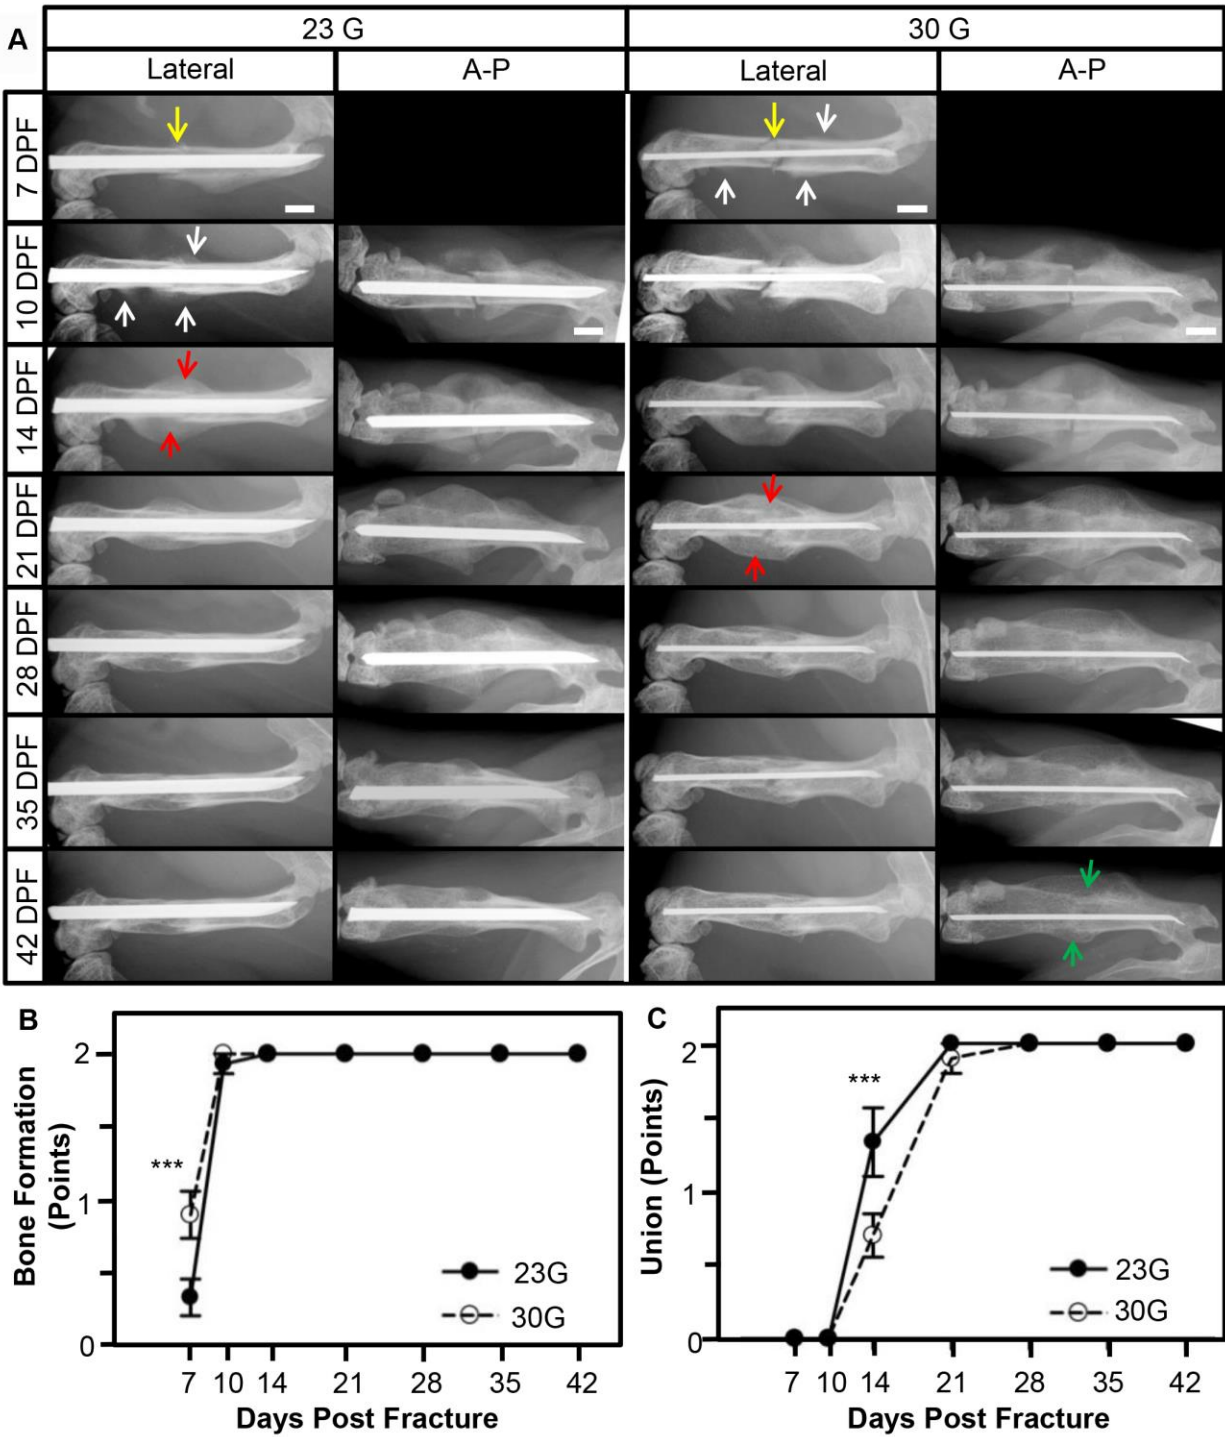 A
23 G
30 G
Lateral
A-P
Lateral
A-P
7 DPF
10 DPF
14 DPF
21 DPF
28 DPF
35 DPF
42 DPF
B
Bone Formation
(Points)
2
1
0
***
23G
30G
7 10 14 21 28 35 42
Days Post Fracture
C
Union (Points)
2
1
0
***
23G
30G
7 10 14 21 28 35 42
Days Post Fracture